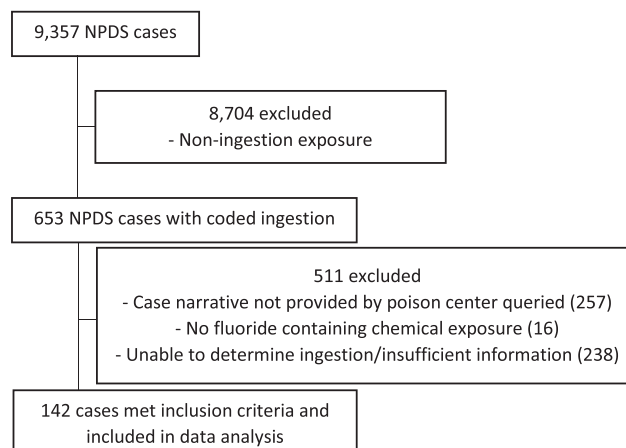 9,357 NPDS cases
8,704 excluded
- Non-ingestion exposure
653 NPDS cases with coded ingestion
511 excluded
- Case narrative not provided by poison center queried (257)
- No fluoride containing chemical exposure (16)
- Unable to determine ingestion/insufficient information (238)
142 cases met inclusion criteria and
included in data analysis